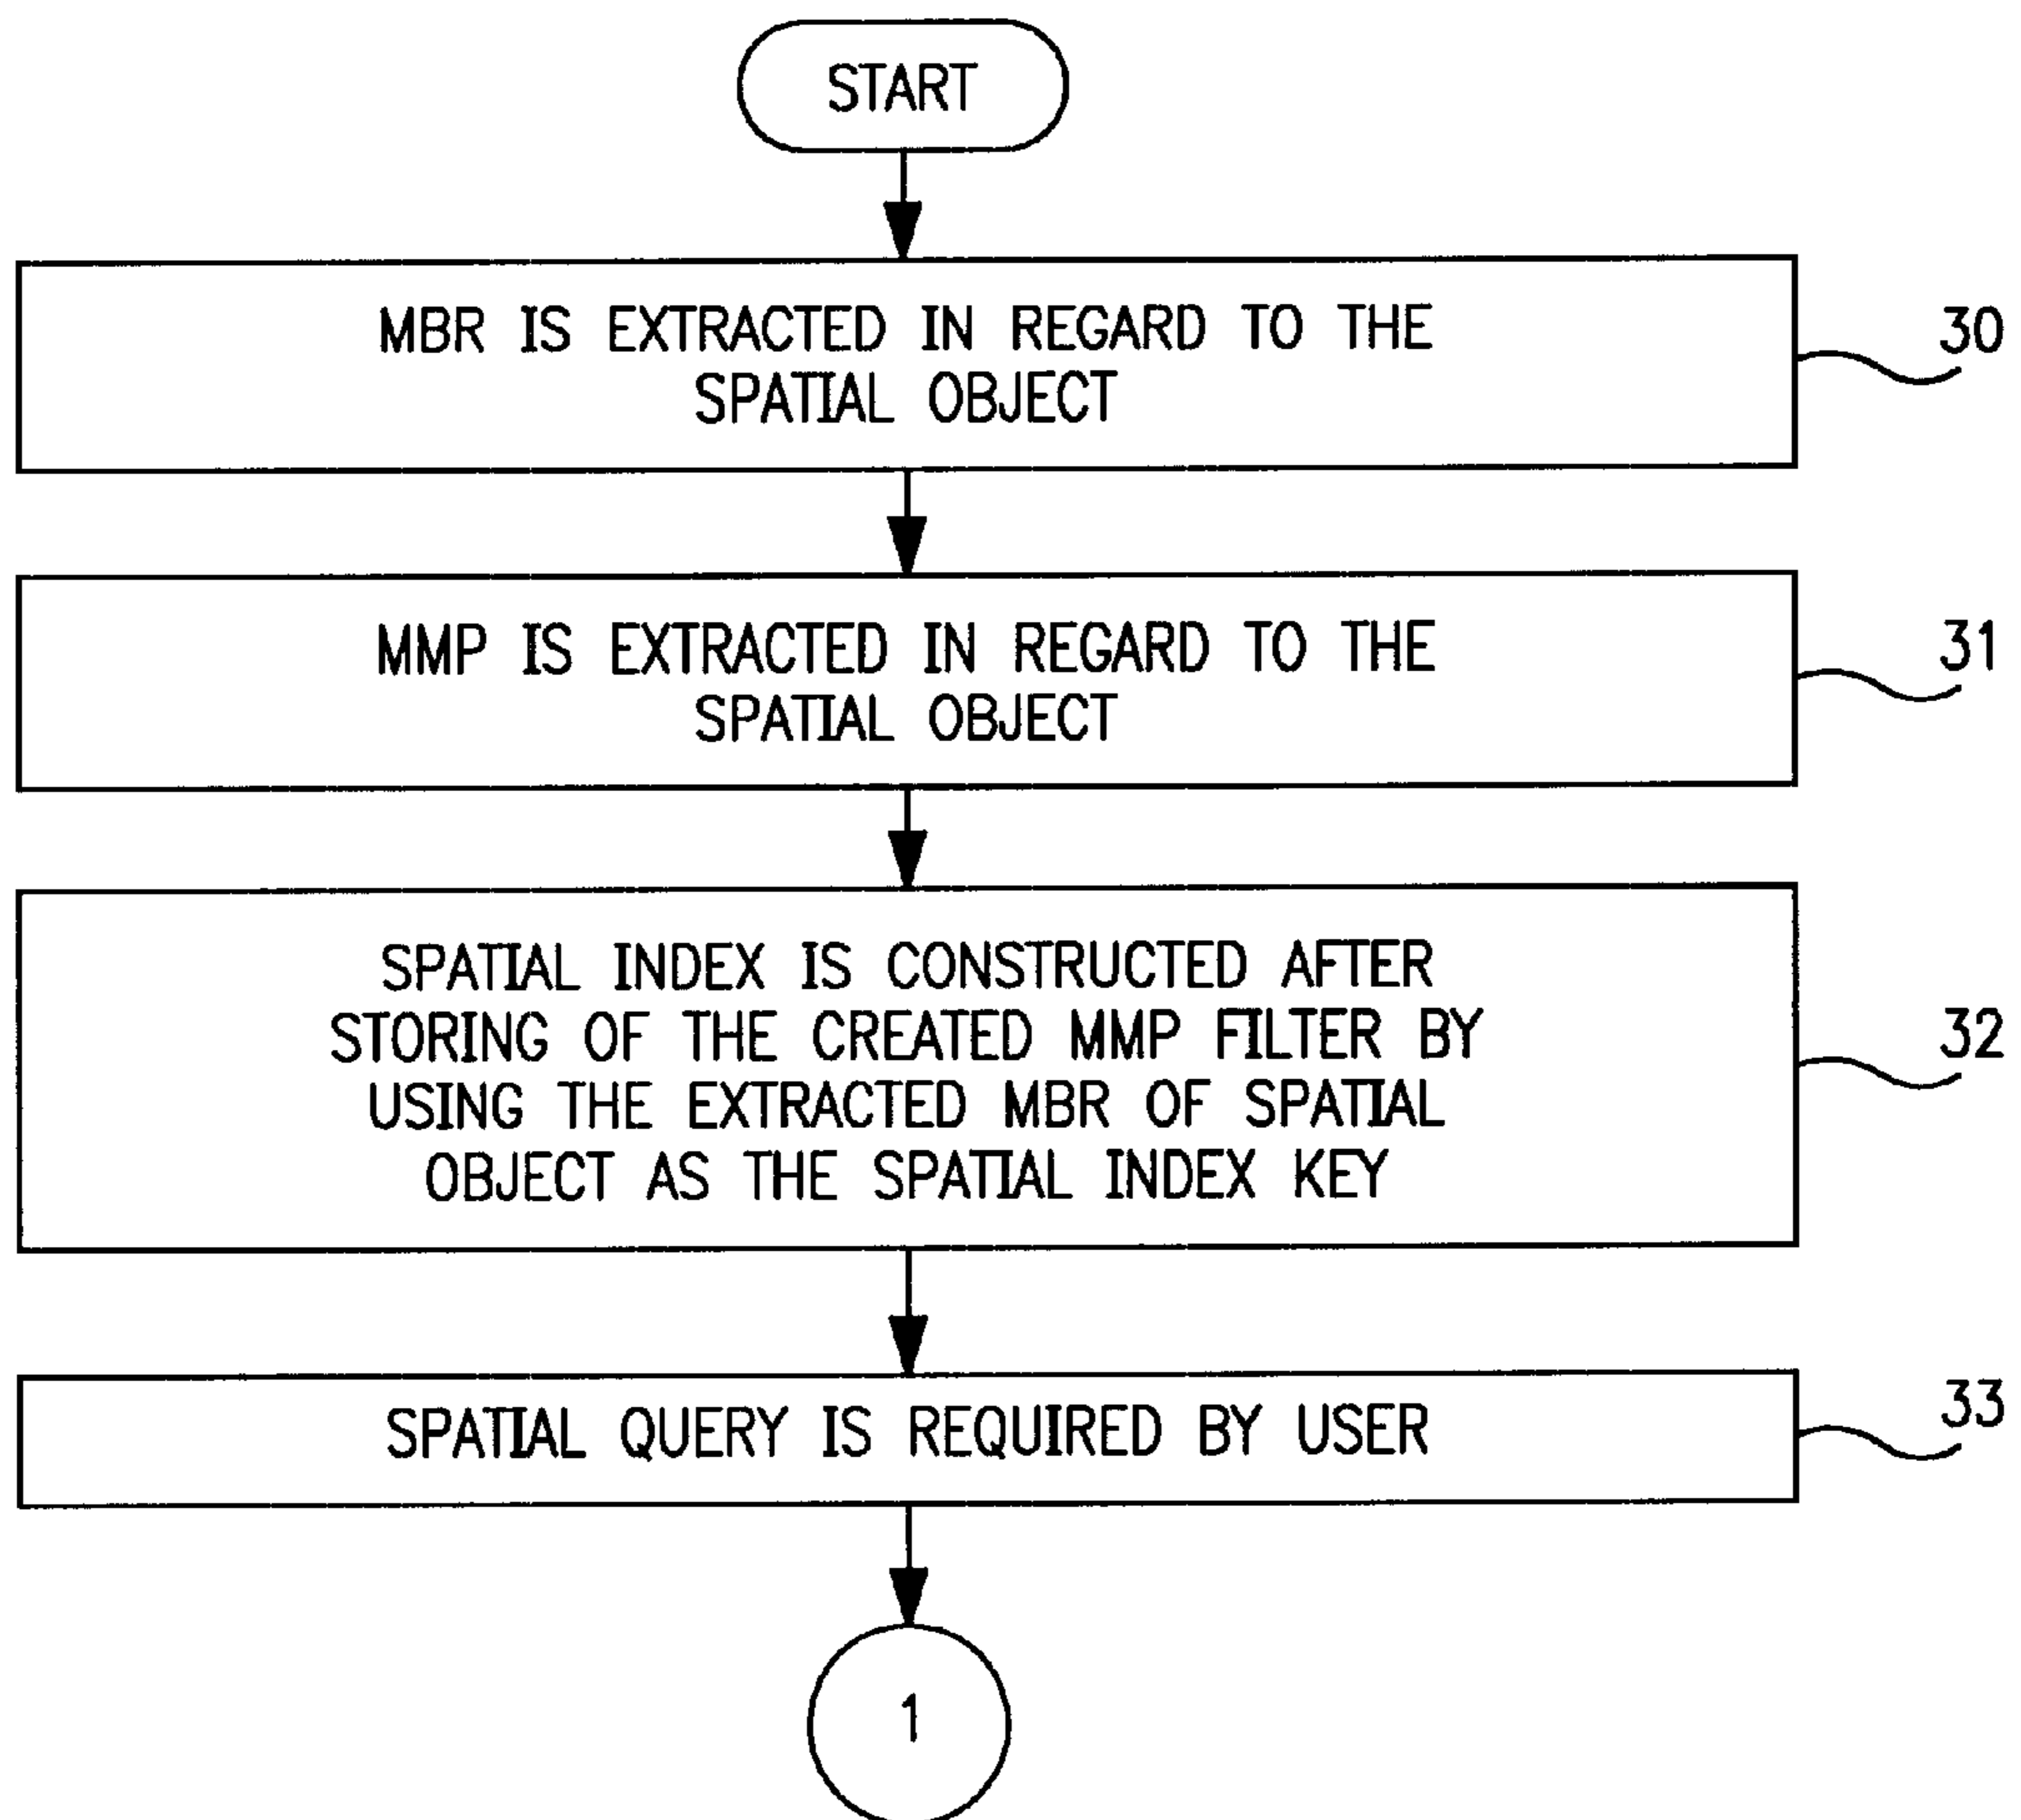 START
MBR IS EXTRACTED IN REGARD TO THE
SPATIAL OBJECT
30
MMP IS EXTRACTED IN REGARD TO THE
SPATIAL OBJECT
31
SPATIAL INDEX IS CONSTRUCTED AFTER
STORING OF THE CREATED MMP FILTER BY
USING THE EXTRACTED MBR OF SPATIAL
OBJECT AS THE SPATIAL INDEX KEY
32
SPATIAL QUERY IS REQUIRED BY USER
33
1